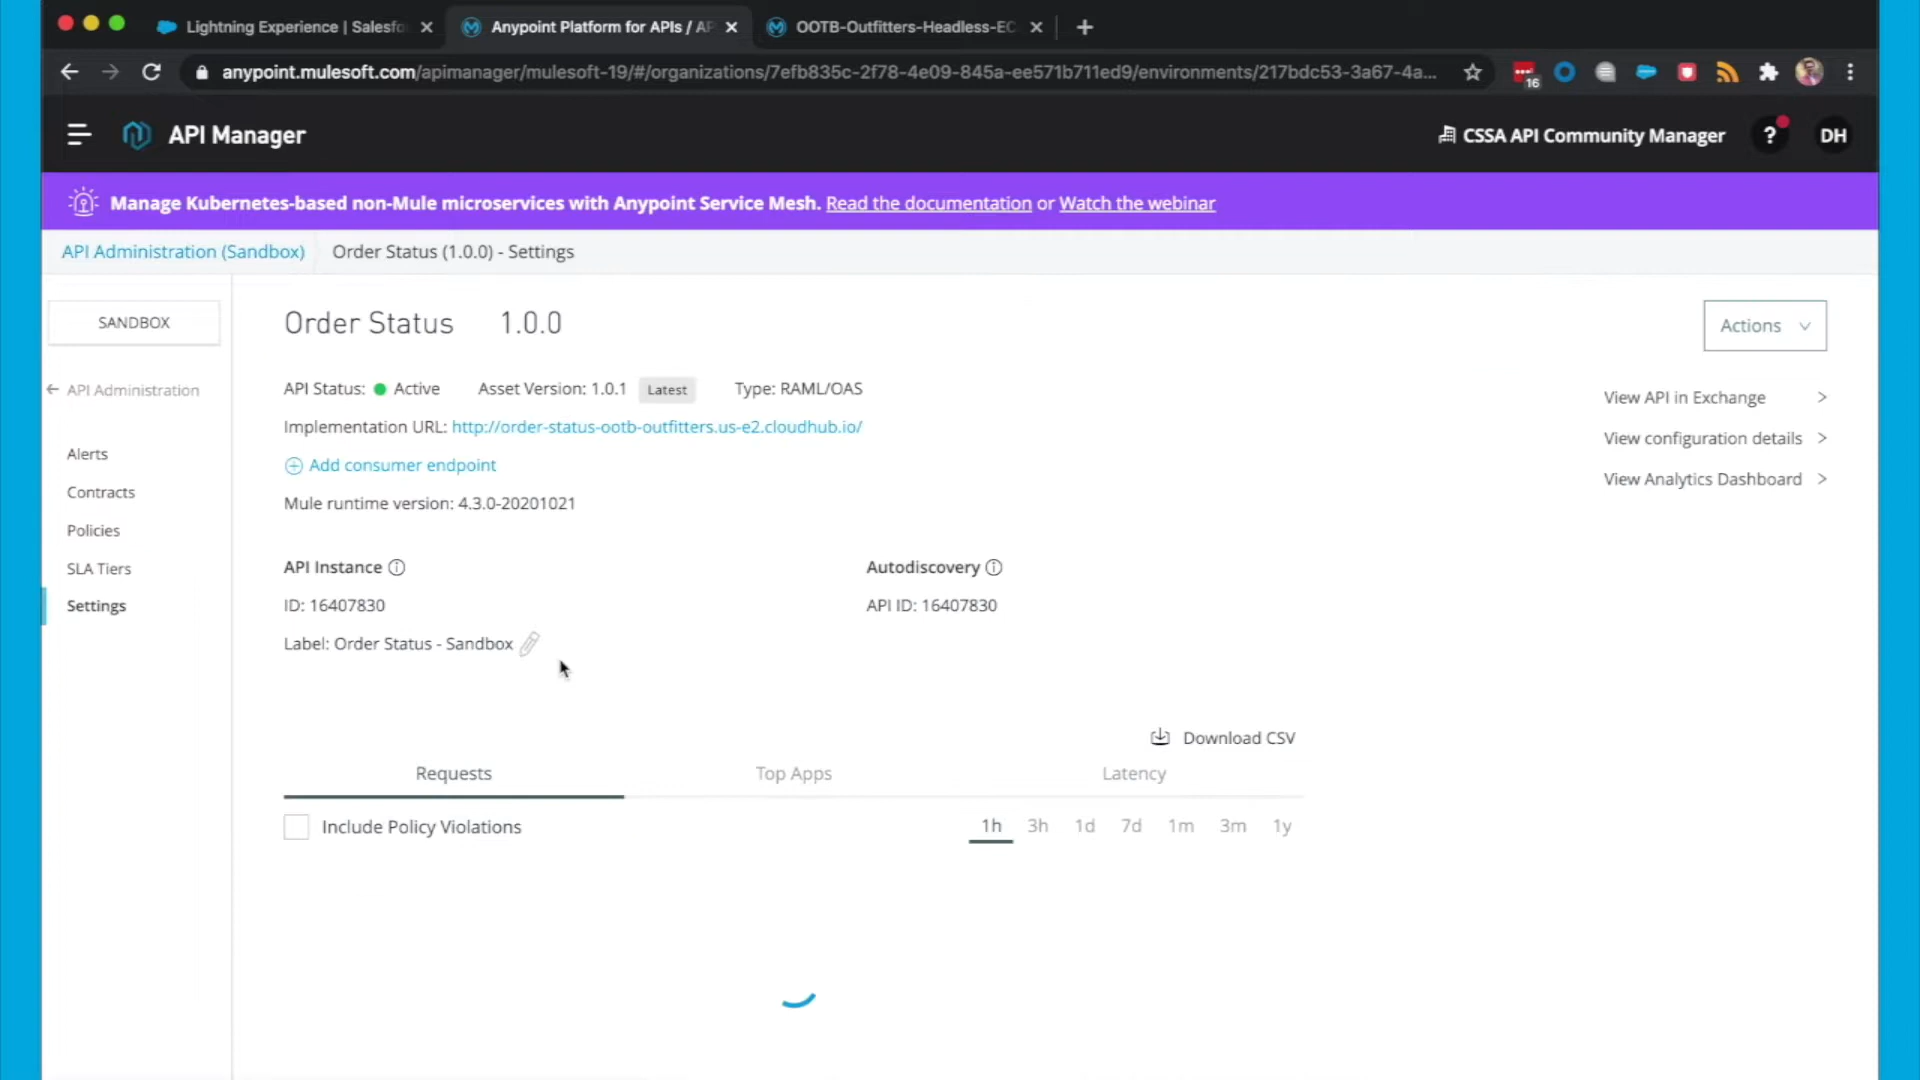 Lightning Experience | Salesfo
Anypoint Platform for APIs / AP
OOTB-Outfitters-Headless-EC
anypoint.mulesoft.com/apimanager/mulesoft-19/#/organizations/7efb835c-2f78-4e09-845a-ee571b711ed9/environments/217bdc53-3a67-4a...
16
API Manager
CSSA API Community Manager
?
DH
Manage Kubernetes-based non-Mule microservices with Anypoint Service Mesh. Read the documentation or Watch the webinar
API Administration (Sandbox)
Order Status (1.0.0) - Settings
SANDBOX
API Administration
Alerts
Contracts
Policies
SLA Tiers
Settings
Order Status 1.0.0
Actions
API Status: Active Asset Version: 1.0.1 Latest Type: RAML/OAS
Implementation URL: http://order-status-ootb-outfitters.us-e2.cloudhub.io/
Add consumer endpoint
Mule runtime version: 4.3.0-20201021
View API in Exchange >
View configuration details >
View Analytics Dashboard >
API Instance
ID: 16407830
Label: Order Status - Sandbox
Autodiscovery
API ID: 16407830
Download CSV
Requests Top Apps Latency
Include Policy Violations
1h 3h 1d 7d 1m 3m 1y